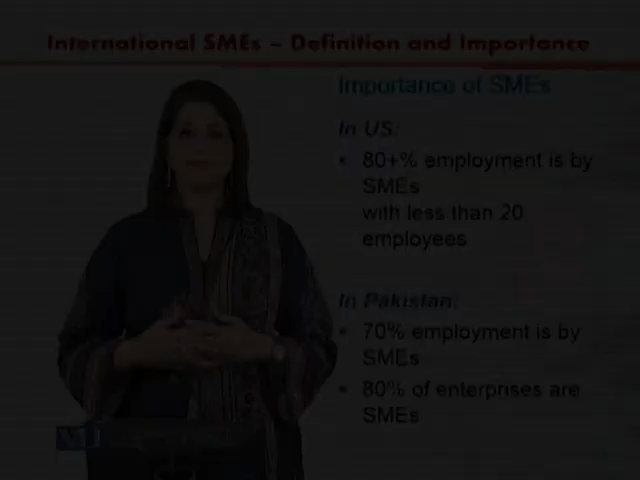 International SMEs – Definition and Importance
Importance of SMEs
In US:
80+% employment is by
SMEs
with less than 20
employees
In Pakistan:
70% employment is by
SMEs
80% of enterprises are
SMEs